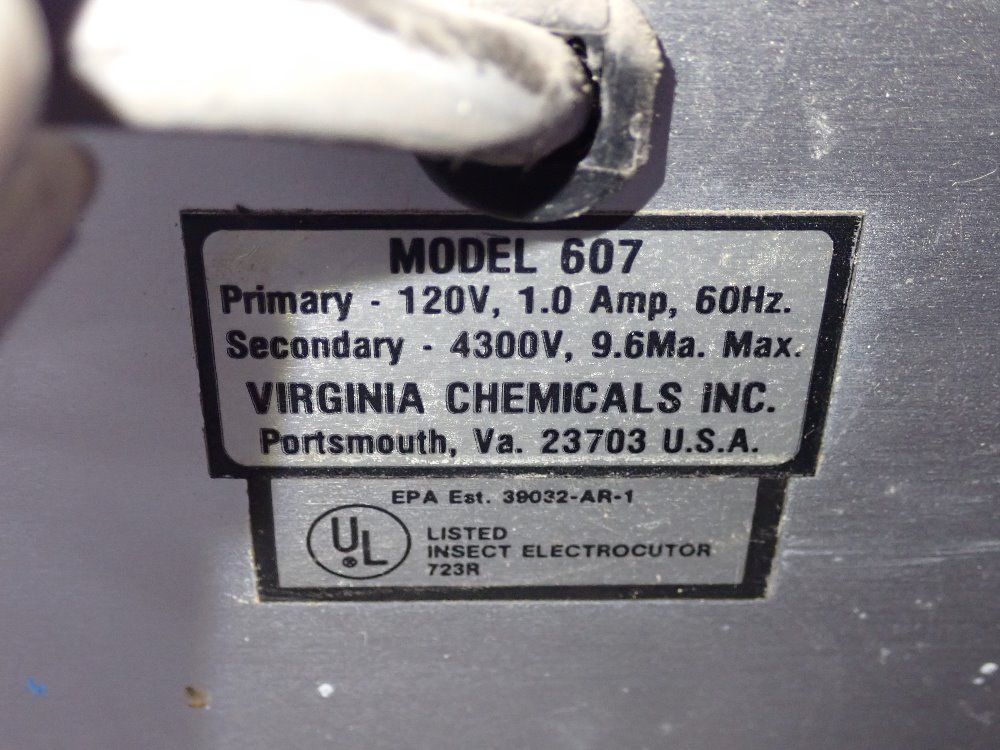 MODEL 607
Primary - 120V, 1.0 Amp, 60Hz.
Secondary - 4300V, 9.6Ma. Max.
VIRGINIA CHEMICALS INC.
Portsmouth, Va. 23703 U.S.A.
EPA Est. 39032-AR-1
UL®
LISTED
INSECT ELECTROCUTOR
723R